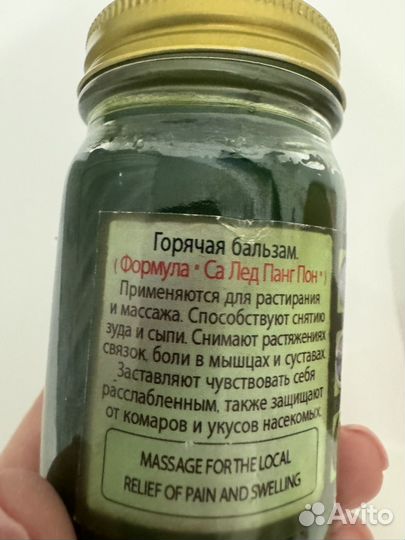 Горячая бальзам.
(Формула " Са Лед Панг Пон ")
Применяются для растирания
и массажа. Способствуют снятию
зуда и сыпи. Снимают растяжениях
связок, боли в мышцах и суставах.
Заставляют чувствовать себя
расслабленным, также защищают
от комаров и укусов насекомых.
MASSAGE FOR THE LOCAL
RELIEF OF PAIN AND SWELLING
Avito